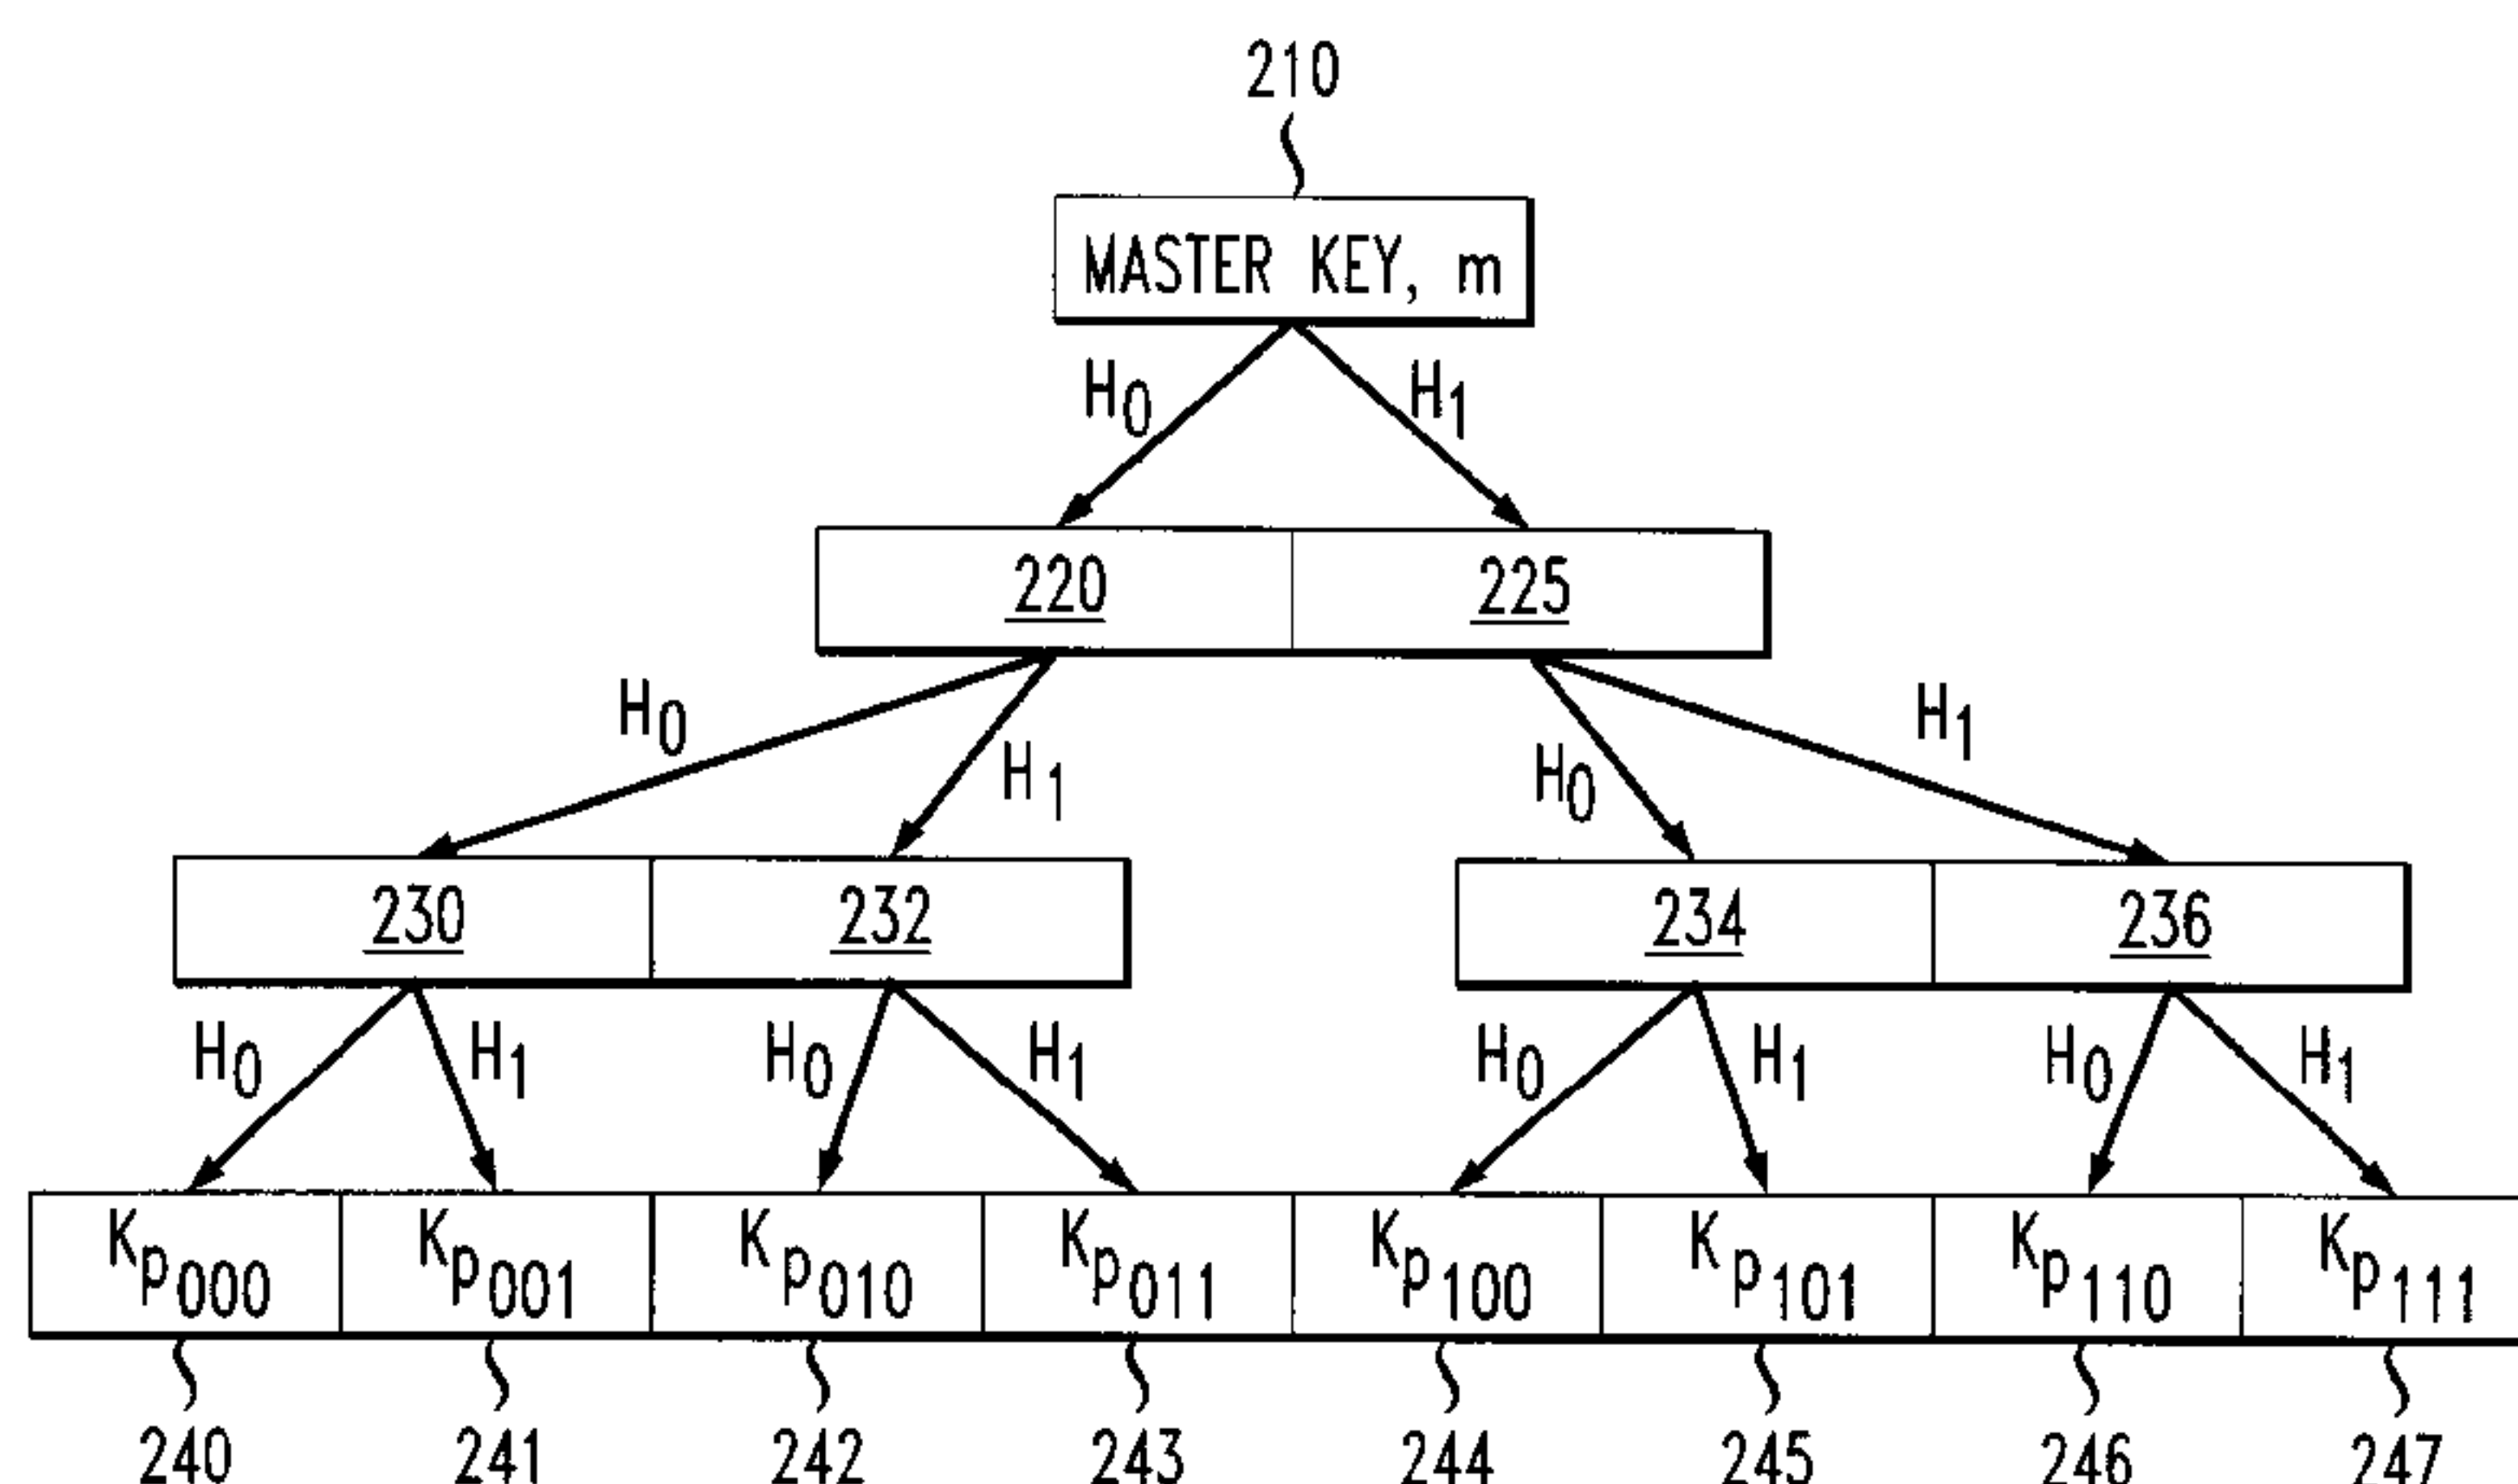 210
MASTER KEY, m
H0 H1
220 225
H0 H1 H0 H1
230 232 234 236
H0 H1 H0 H1 H0 H1 H0 H1
Kp000 Kp001 Kp010 Kp011 Kp100 Kp101 Kp110 Kp111
240 241 242 243 244 245 246 247